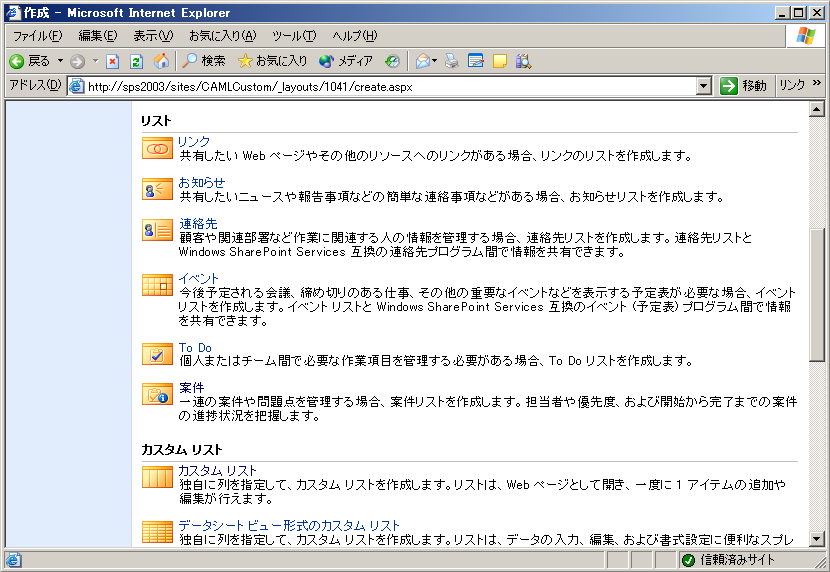 作成 - Microsoft Internet Explorer
ファイル(F) 編集(E) 表示(V) お気に入り(A) ツール(T) ヘルプ(H)
戻る 検索 お気に入り メディア
アドレス(D) http://sps2003/sites/CAMLCustom/_layouts/1041/create.aspx 移動 リンク »
リスト
リンク
共有したい Web ページやその他のリソースへのリンクがある場合、リンクのリストを作成します。
お知らせ
共有したいニュースや報告事項などの簡単な連絡事項などがある場合、お知らせリストを作成します。
連絡先
顧客や関連部署など作業に関連する人の情報を管理する場合、連絡先リストを作成します。連絡先リストと
Windows SharePoint Services 互換の連絡先プログラム間で情報を共有できます。
イベント
今後予定される会議、締め切りのある仕事、その他の重要なイベントなどを表示する予定表が必要な場合、イベント
リストを作成します。イベント リストと Windows SharePoint Services 互換のイベント (予定表) プログラム間で情報
を共有できます。
To Do
個人またはチーム間で必要な作業項目を管理する必要がある場合、To Do リストを作成します。
案件
一連の案件や問題点を管理する場合、案件リストを作成します。担当者や優先度、および開始から完了までの案件
の進捗状況を把握します。
カスタム リスト
カスタム リスト
独自に列を指定して、カスタム リストを作成します。リストは、Web ページとして開き、一度に 1 アイテムの追加や
編集が行えます。
データシート ビュー形式のカスタム リスト
独自に列を指定して、カスタム リストを作成します。リストは、データの入力、編集、および書式設定に便利なスプレ
信頼済みサイト